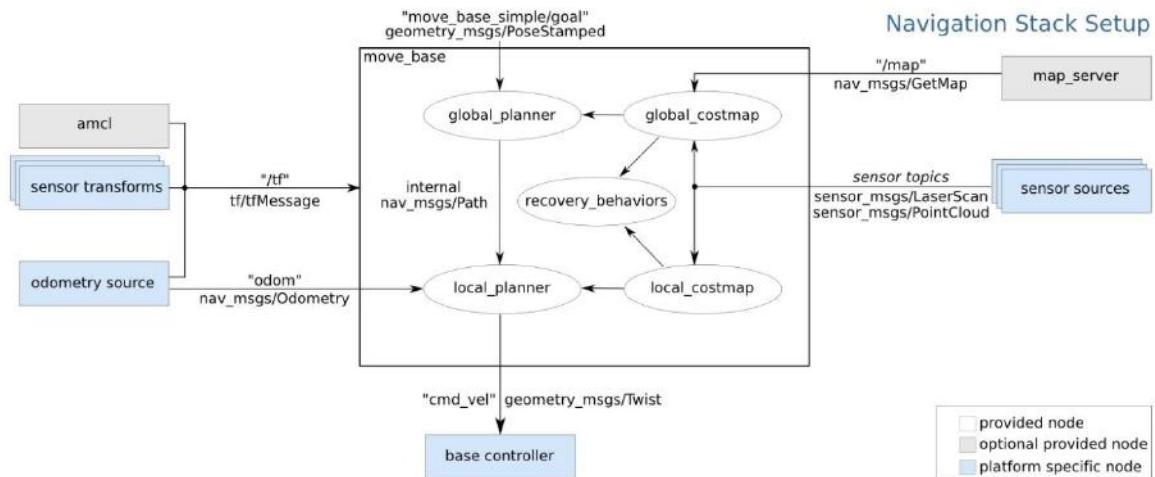 Navigation Stack Setup
"move_base_simple/goal"
geometry_msgs/PoseStamped
move_base
"/map"
nav_msgs/GetMap
map_server
global_planner
global_costmap
amcl
sensor transforms
"/tf"
tf/tfMessage
internal
nav_msgs/Path
recovery_behaviors
sensor topics
sensor_msgs/LaserScan
sensor_msgs/PointCloud
sensor sources
odometry source
"odom"
nav_msgs/Odometry
local_planner
local_costmap
"cmd_vel"
geometry_msgs/Twist
base controller
provided node
optional provided node
platform specific node